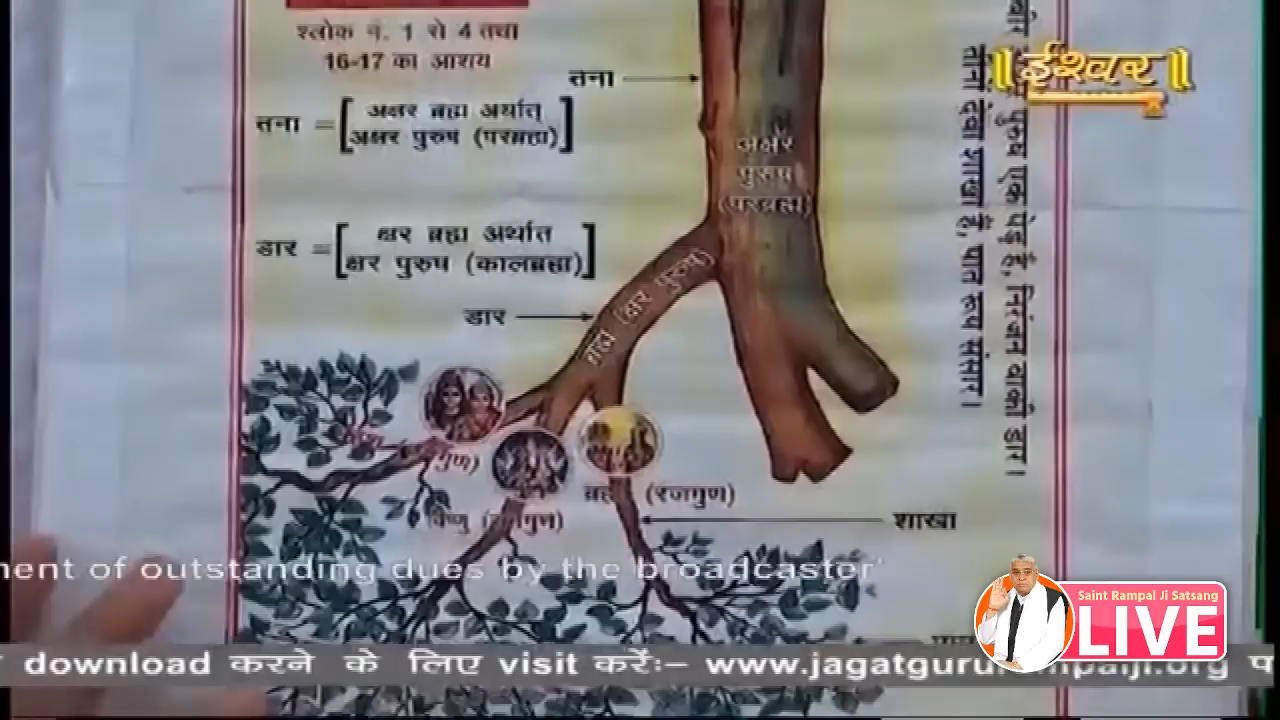 श्लोक नं. 1 से 4 तथा
16-17 का आशय
तना
॥ ईश्वर ॥
तना = [ अक्षर ब्रह्म अर्थात्
अक्षर पुरुष (परब्रह्म) ]
अक्षर
पुरुष
(परब्रह्म)
डार = [ क्षर ब्रह्म अर्थात
क्षर पुरुष (कालब्रह्म) ]
ब्रह्म (क्षर पुरुष)
डार
पुरुष एक पेड़ है, निरंजन वाकी डार।
तीनों देवा शाखा हैं, पात रूप संसार।
(रजगुण)
विष्णु
शाखा
of outstanding dues by the broadcaster'
Saint Rampal Ji Satsang
LIVE
download करने के लिए visit करेंः– www.jagatgururampalji.org